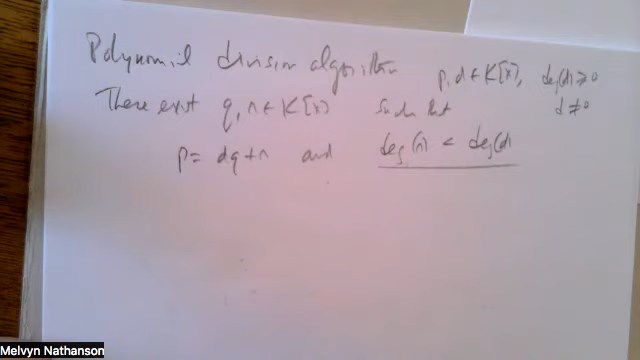 Polynomial division algorithm p, d ∈ K[x], deg(d) ⩾ 0
There exist q, r ∈ K[x] such that d ≠ 0
p = dq + r and deg(r) < deg(d)
Melvyn Nathanson